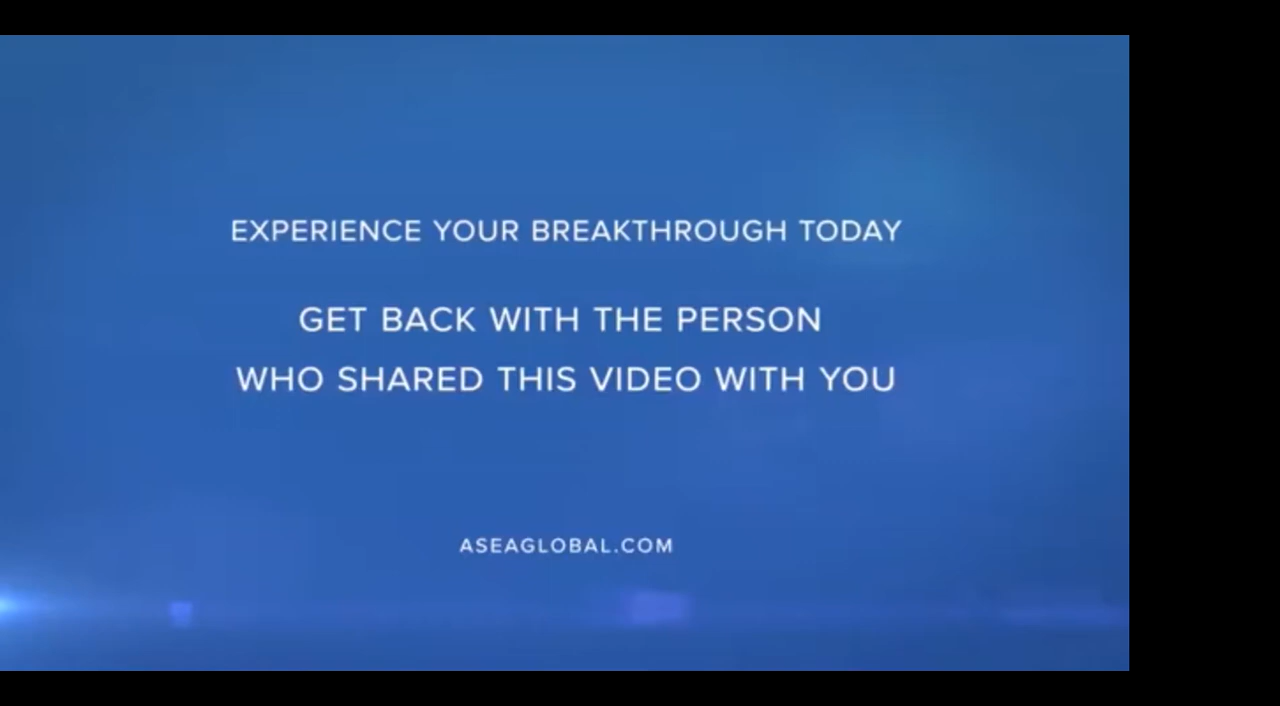 EXPERIENCE YOUR BREAKTHROUGH TODAY
GET BACK WITH THE PERSON
WHO SHARED THIS VIDEO WITH YOU
ASEAGLOBAL.COM